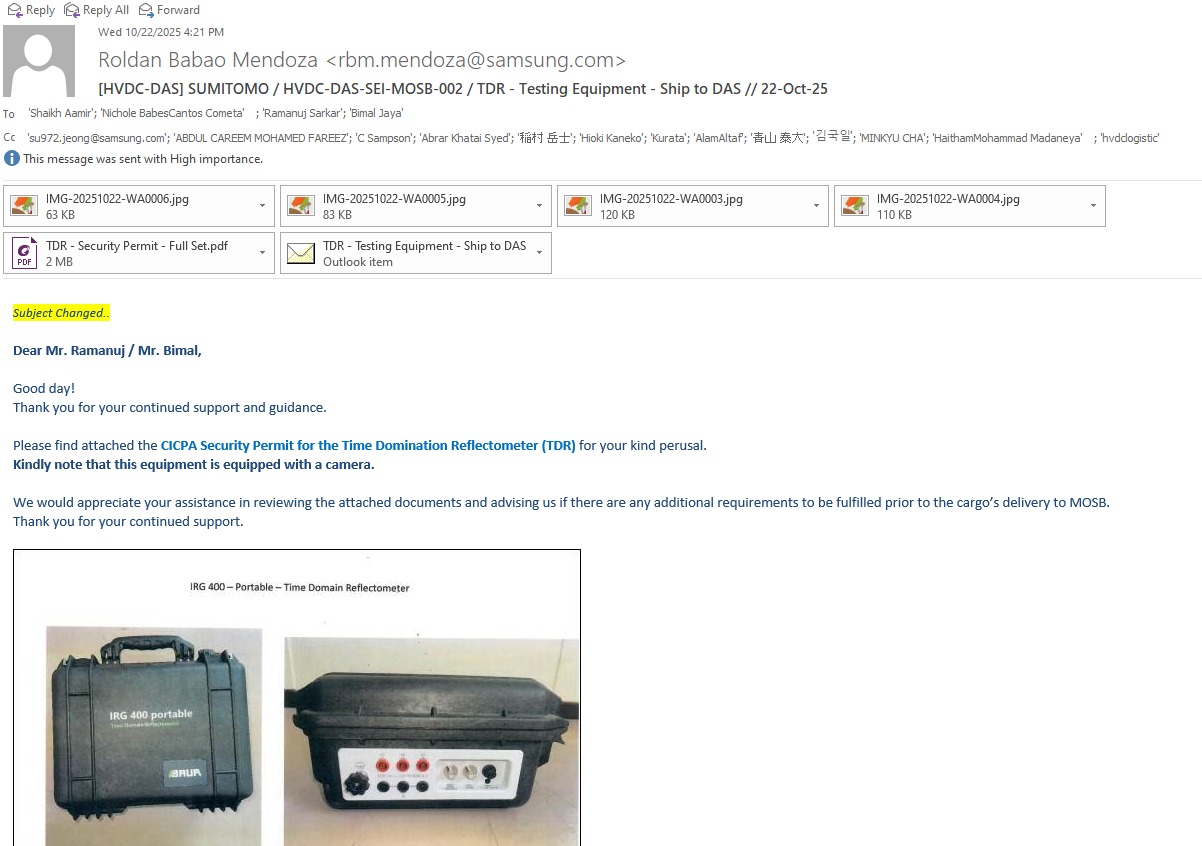 Reply Reply All Forward
Wed 10/22/2025 4:21 PM
Roldan Babao Mendoza <rbm.mendoza@samsung.com>
[HVDC-DAS] SUMITOMO / HVDC-DAS-SEI-MOSB-002 / TDR - Testing Equipment - Ship to DAS // 22-Oct-25
To 'Shaikh Aamir'; 'Nichole BabesCantos Cometa' ; 'Ramanuj Sarkar'; 'Bimal Jaya'
Cc 'su972.jeong@samsung.com'; 'ABDUL CAREEM MOHAMED FAREEZ'; 'C Sampson'; 'Abrar Khatai Syed'; '稲村 岳士'; 'Hioki Kaneko'; 'Kurata'; 'AlamAltaf'; '青山 泰大'; '김국일'; 'MINKYU CHA'; 'HaithamMohammad Madaneya' ; 'hvdclogistic'
This message was sent with High importance.
IMG-20251022-WA0006.jpg
63 KB
IMG-20251022-WA0005.jpg
83 KB
IMG-20251022-WA0003.jpg
120 KB
IMG-20251022-WA0004.jpg
110 KB
PDF
TDR - Security Permit - Full Set.pdf
2 MB
TDR - Testing Equipment - Ship to DAS
Outlook item
Subject Changed..
Dear Mr. Ramanuj / Mr. Bimal,
Good day!
Thank you for your continued support and guidance.
Please find attached the CICPA Security Permit for the Time Domination Reflectometer (TDR) for your kind perusal.
Kindly note that this equipment is equipped with a camera.
We would appreciate your assistance in reviewing the attached documents and advising us if there are any additional requirements to be fulfilled prior to the cargo's delivery to MOSB.
Thank you for your continued support.
IRG 400 – Portable – Time Domain Reflectometer
IRG 400 portable
Time Domain Reflectometer
BAUR